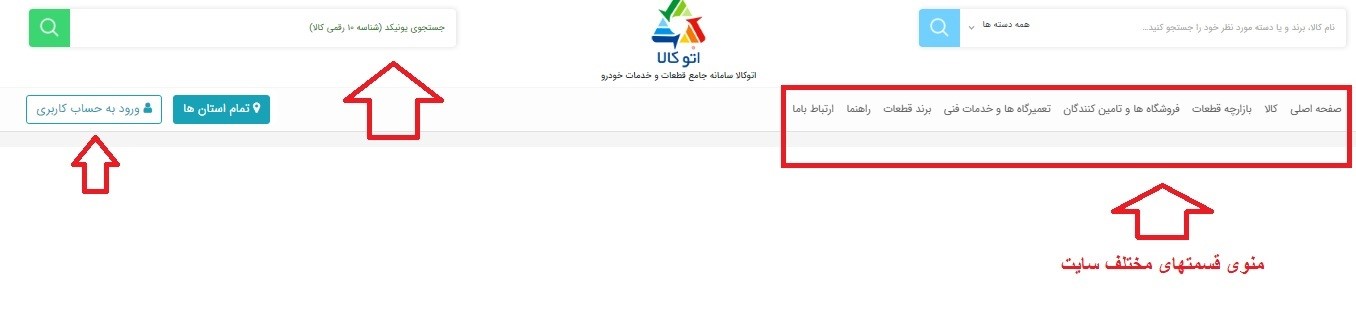 نام کالا، برند و یا دسته مورد نظر خود را جستجو کنید...
همه دسته ها
جستجوی یونیکد (شناسه ۱۰ رقمی کالا)
اتوکالا
اتوکالا سامانه جامع قطعات و خدمات خودرو
صفحه اصلی کالا بازارچه قطعات فروشگاه ها و تامین کنندگان تعمیرگاه ها و خدمات فنی برند قطعات راهنما ارتباط باما
تمام استان ها
ورود به حساب کاربری
منوی قسمتهای مختلف سایت